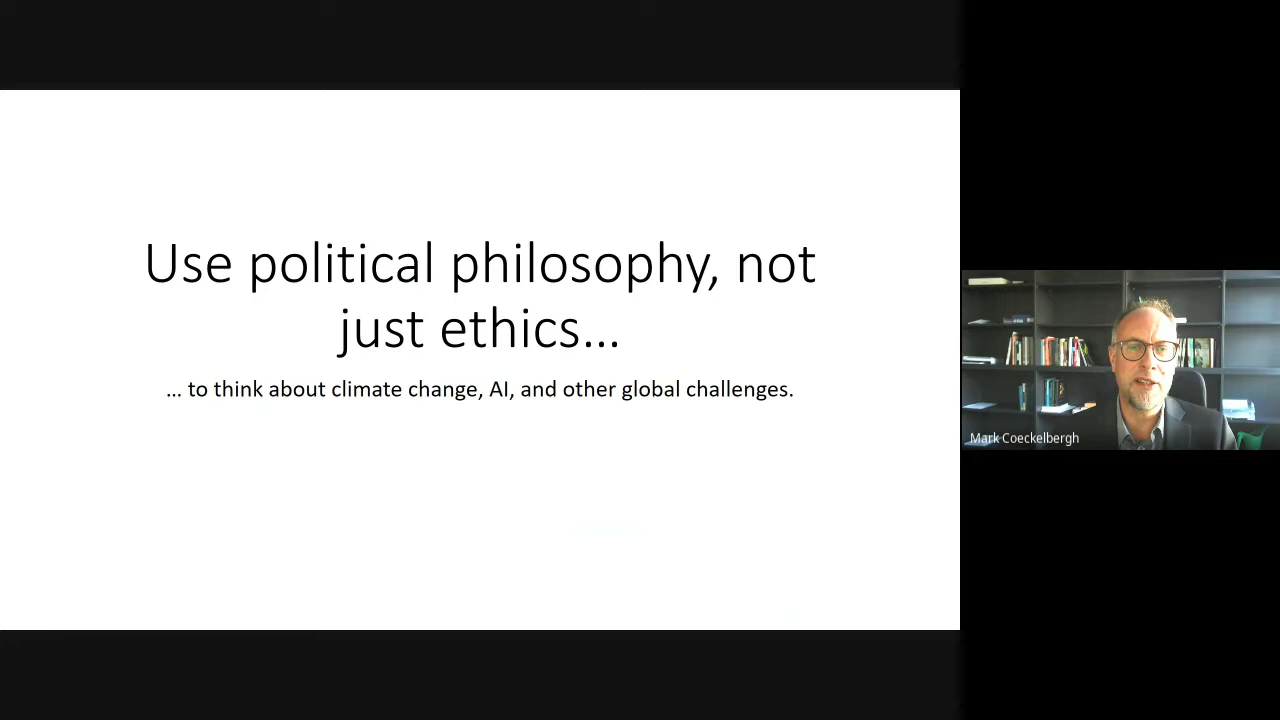 Use political philosophy, not
just ethics…
… to think about climate change, AI, and other global challenges.
Mark Coeckelbergh